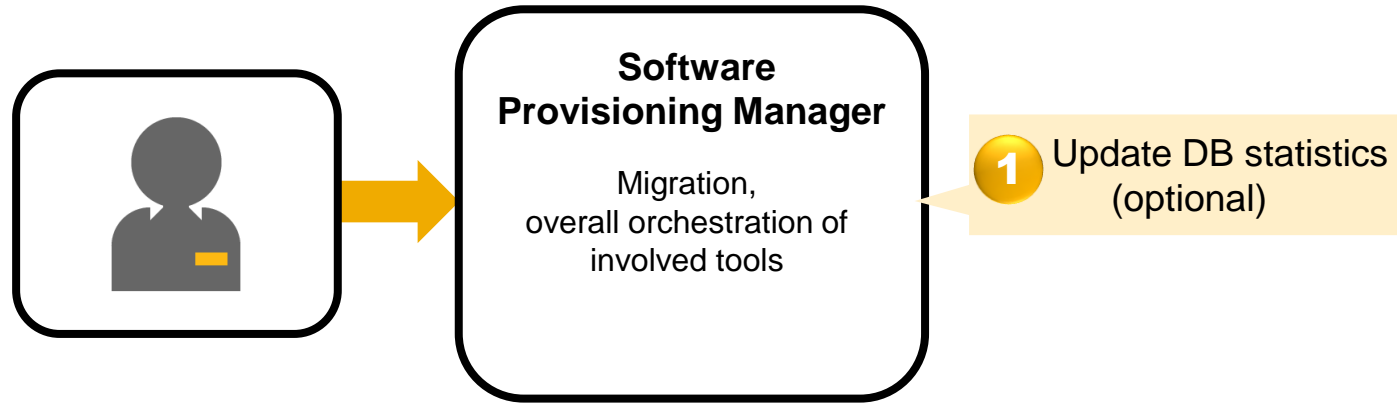 Software
Provisioning Manager
Migration,
overall orchestration of
involved tools
1 Update DB statistics
(optional)